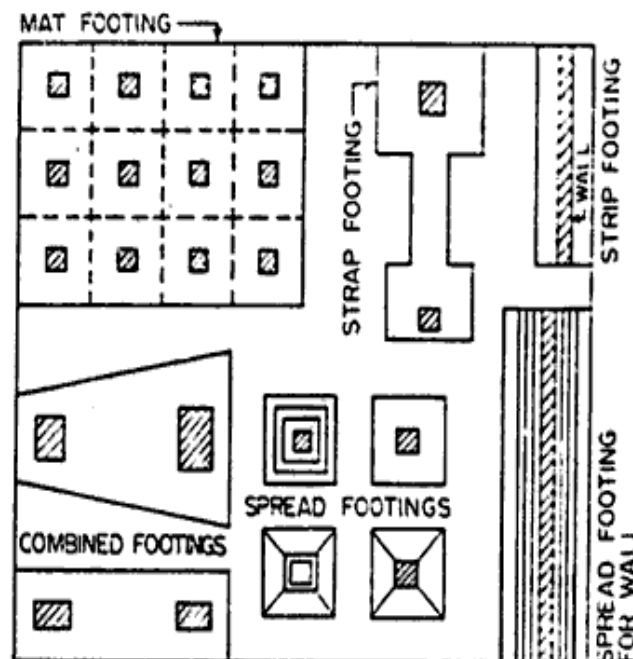 MAT FOOTING
STRAP FOOTING
WALL
STRIP FOOTING
SPREAD FOOTINGS
COMBINED FOOTINGS
SPREAD FOOTING
FOR WALL